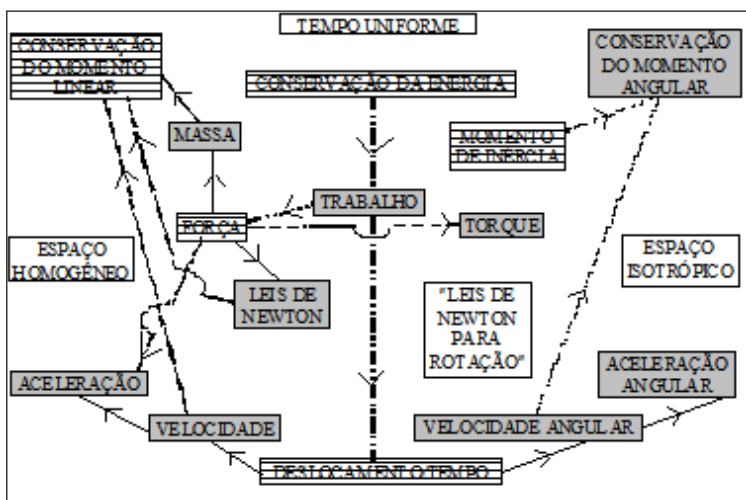 TEMPO UNIFORME
CONSERVAÇÃO
DO MOMENTO
LINEAR
CONSERVAÇÃO
DO MOMENTO
ANGULAR
CONSERVAÇÃO DA ENERGIA
MASSA
MOMENTO
DE INÉRCIA
TRABALHO
FORÇA
TORQUE
ESPAÇO
HOMOGÊNEO
ESPAÇO
ISOTRÓPICO
LEIS DE
NEWTON
"LEIS DE
NEWTON
PARA
ROTAÇÃO"
ACELERAÇÃO
ACELERAÇÃO
ANGULAR
VELOCIDADE
VELOCIDADE ANGULAR
DESLOCAMENTO/TEMPO